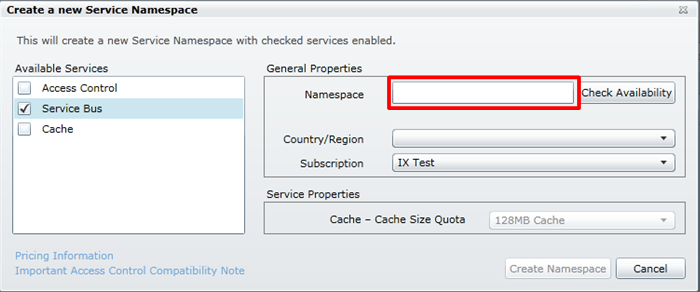 Create a new Service Namespace
This will create a new Service Namespace with checked services enabled.
Available Services
Access Control
Service Bus
Cache
General Properties
Namespace
Check Availability
Country/Region
Subscription
IX Test
Service Properties
Cache – Cache Size Quota
128MB Cache
Pricing Information
Important Access Control Compatibility Note
Create Namespace
Cancel